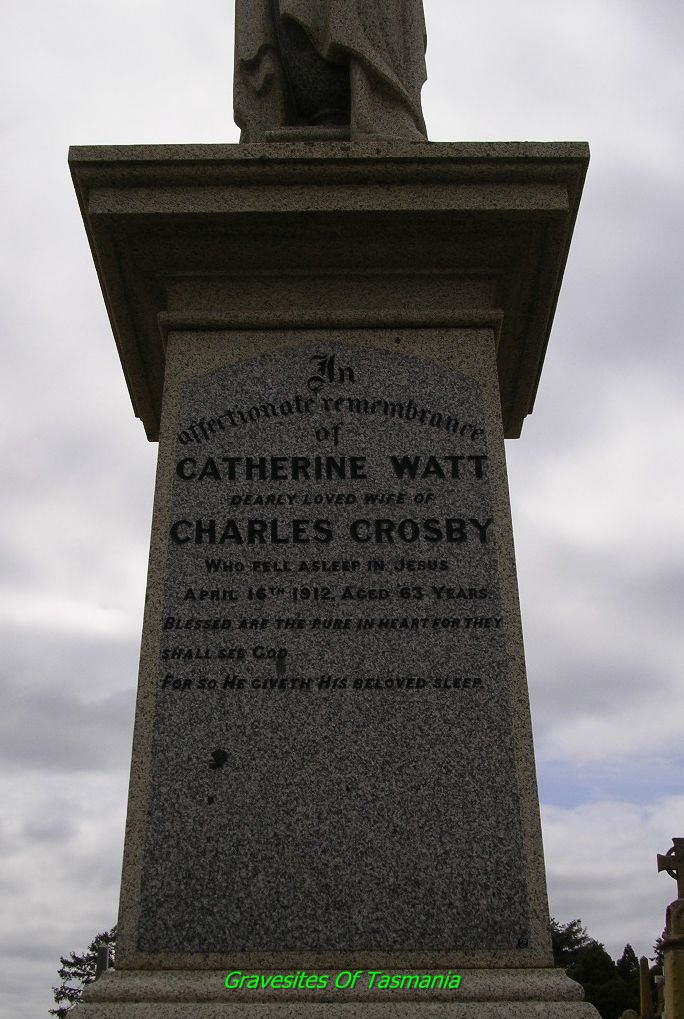 In
affectionate remembrance
of
CATHERINE WATT
DEARLY LOVED WIFE OF
CHARLES CROSBY
WHO FELL ASLEEP IN JESUS
APRIL 16TH 1912, AGED 63 YEARS.
BLESSED ARE THE PURE IN HEART FOR THEY
SHALL SEE GOD
FOR SO HE GIVETH HIS BELOVED SLEEP.
Gravesites Of Tasmania